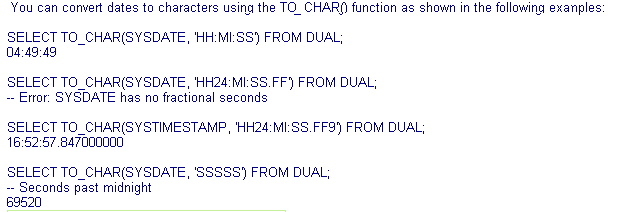 You can convert dates to characters using the TO_CHAR() function as shown in the following examples:
SELECT TO_CHAR(SYSDATE, 'HH:MI:SS') FROM DUAL;
04:49:49
SELECT TO_CHAR(SYSDATE, 'HH24:MI:SS.FF') FROM DUAL;
-- Error: SYSDATE has no fractional seconds
SELECT TO_CHAR(SYSTIMESTAMP, 'HH24:MI:SS.FF9') FROM DUAL;
16:52:57.847000000
SELECT TO_CHAR(SYSDATE, 'SSSSS') FROM DUAL;
-- Seconds past midnight
69520